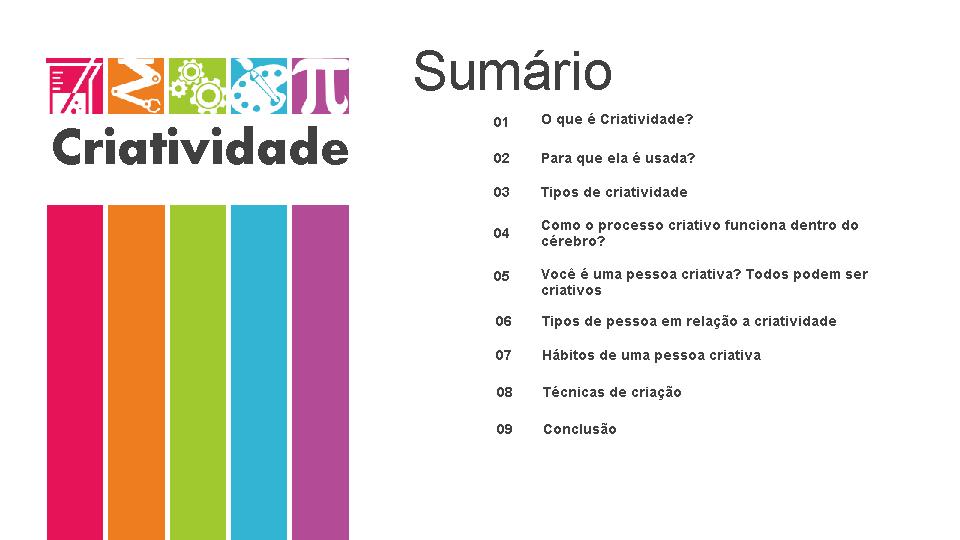 Criatividade
Sumário
01 O que é Criatividade?
02 Para que ela é usada?
03 Tipos de criatividade
04 Como o processo criativo funciona dentro do
cérebro?
05 Você é uma pessoa criativa? Todos podem ser
criativos
06 Tipos de pessoa em relação a criatividade
07 Hábitos de uma pessoa criativa
08 Técnicas de criação
09 Conclusão